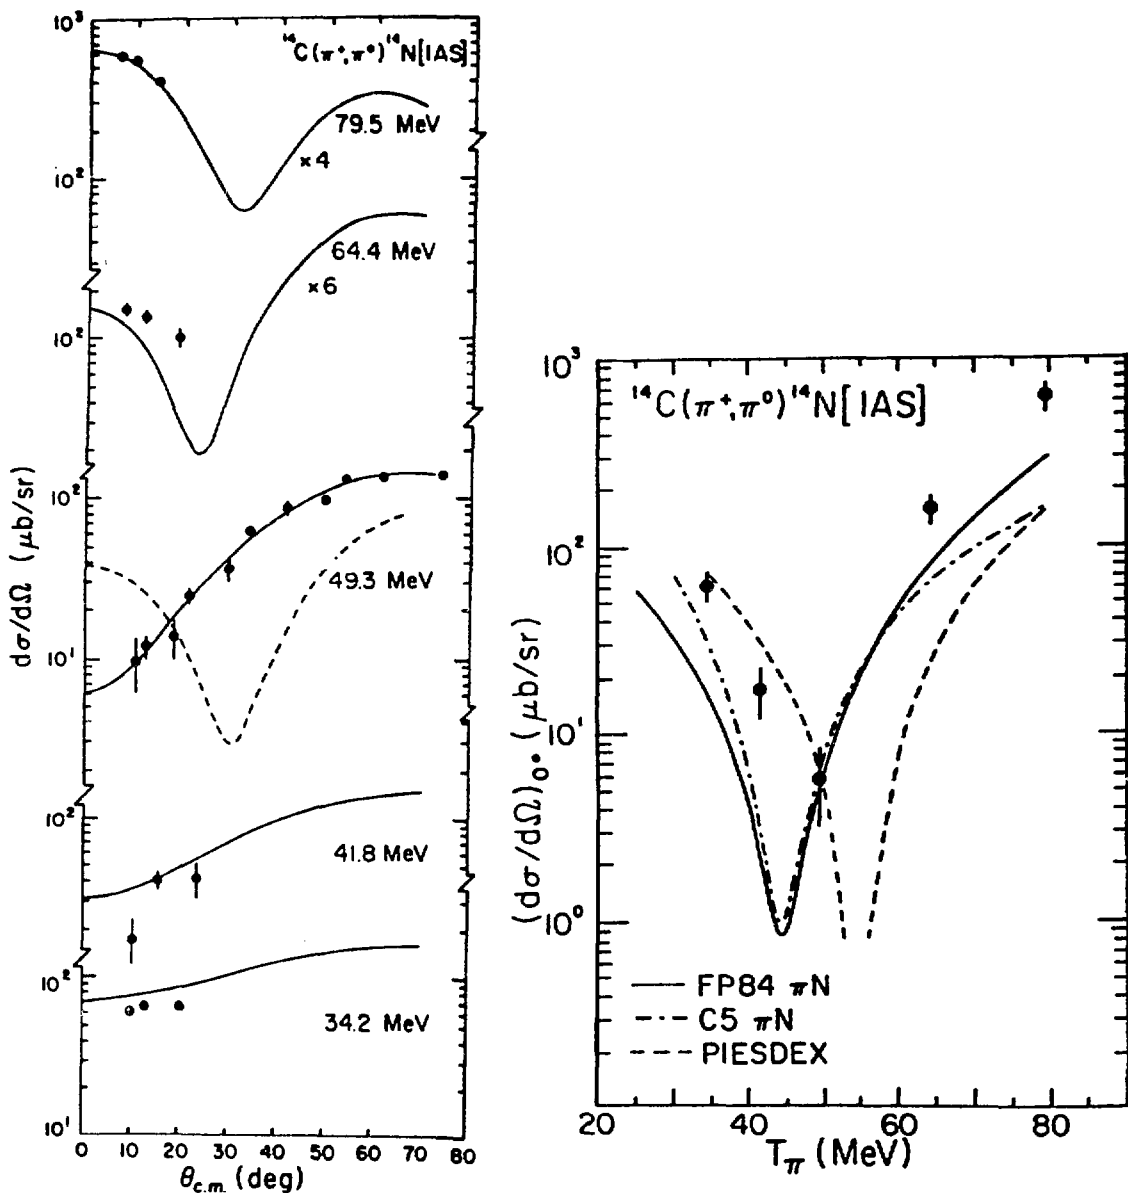 ¹⁴C(π⁺,π⁰)¹⁴N[IAS]
10³
79.5 MeV
×4
10²
64.4 MeV
×6
10²
10²
49.3 MeV
10¹
10²
41.8 MeV
10²
34.2 MeV
10¹
0 10 20 30 40 50 60 70 80
θc.m. (deg)
dσ/dΩ (μb/sr)
10³
¹⁴C(π⁺,π⁰)¹⁴N[IAS]
10²
10¹
10⁰
FP84 πN
C5 πN
PIESDEX
20 40 60 80
Tπ (MeV)
(dσ/dΩ)₀° (μb/sr)